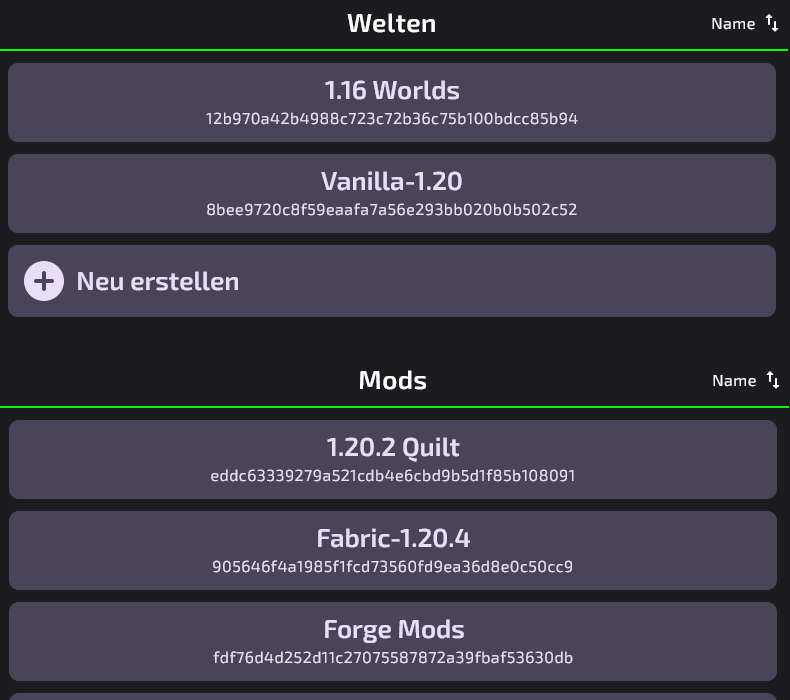 Welten
Name
1.16 Worlds
12b970a42b4988c723c72b36c75b100bdcc85b94
Vanilla-1.20
8bee9720c8f59eaafa7a56e293bb020b0b502c52
Neu erstellen
Mods
Name
1.20.2 Quilt
eddc63339279a521cdb4e6cbd9b5d1f85b108091
Fabric-1.20.4
905646f4a1985f1fcd73560fd9ea36d8e0c50cc9
Forge Mods
fdf76d4d252d11c27075587872a39fbaf53630db